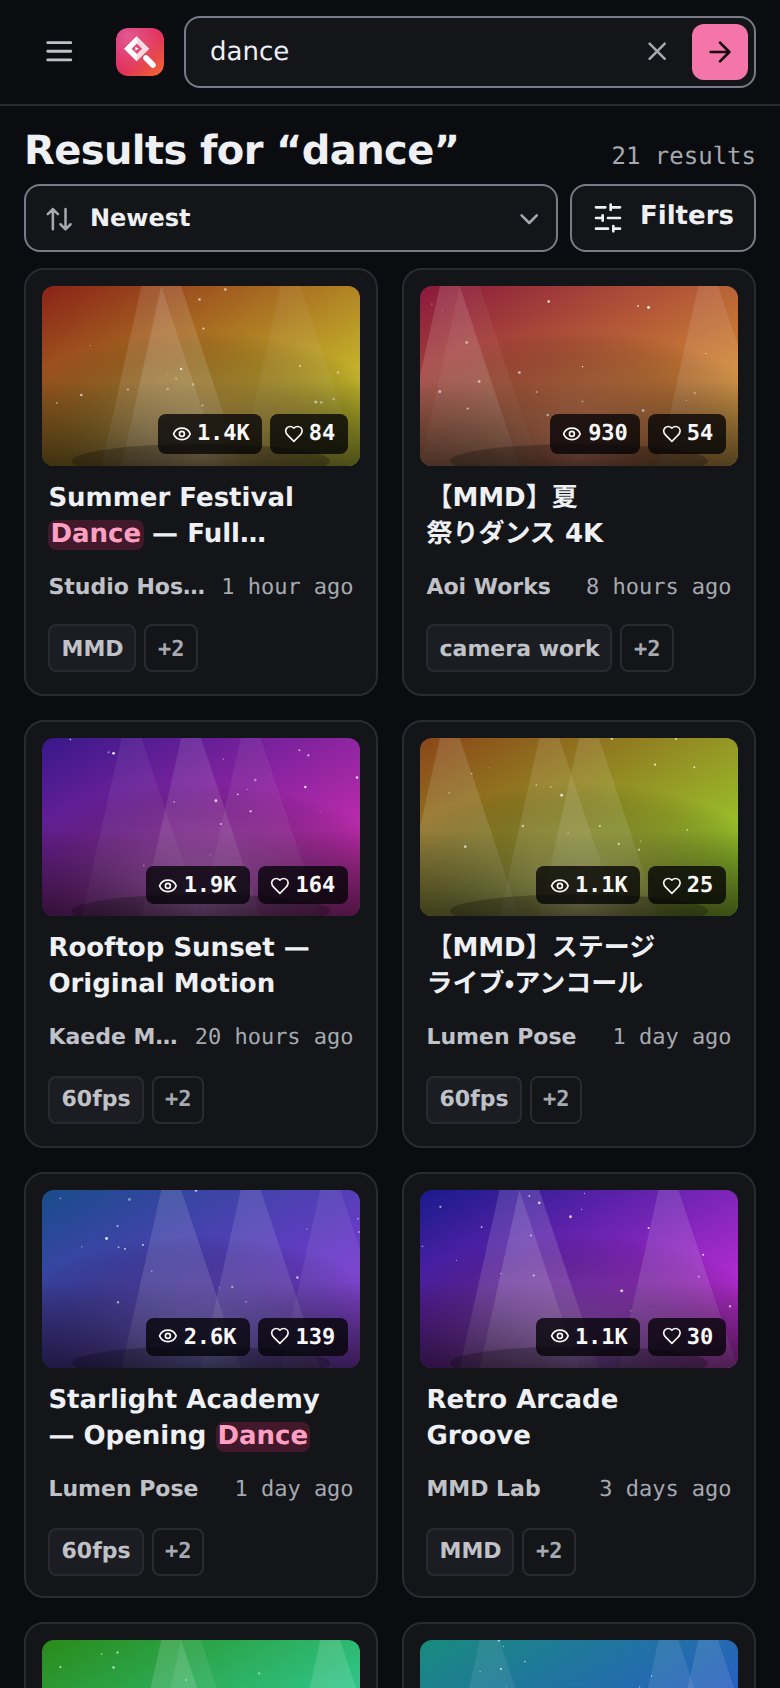 dance
Results for “dance”
21 results
Newest
Filters
1.4K 84
Summer Festival
Dance — Full…
Studio Hos… 1 hour ago
MMD +2
930 54
【MMD】夏
祭りダンス 4K
Aoi Works 8 hours ago
camera work +2
1.9K 164
Rooftop Sunset —
Original Motion
Kaede M… 20 hours ago
60fps +2
1.1K 25
【MMD】ステージ
ライブ・アンコール
Lumen Pose 1 day ago
60fps +2
2.6K 139
Starlight Academy
— Opening Dance
Lumen Pose 1 day ago
60fps +2
1.1K 30
Retro Arcade
Groove
MMD Lab 3 days ago
MMD +2